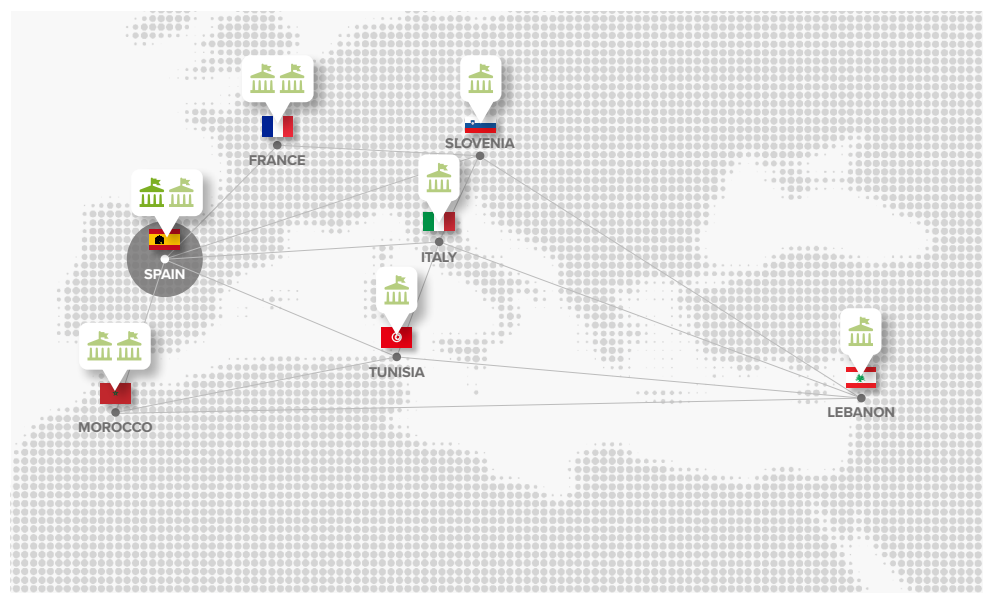 SLOVENIA
FRANCE
ITALY
SPAIN
TUNISIA
LEBANON
MOROCCO